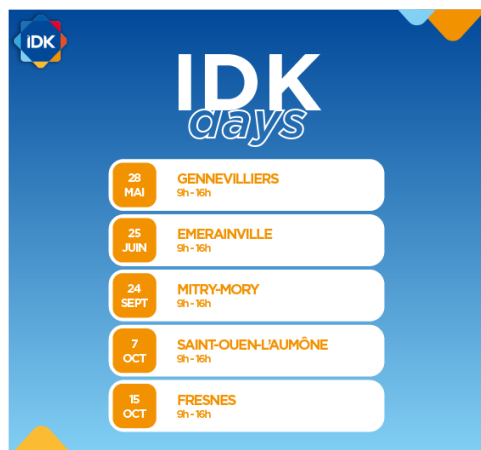 iDK
IDK
days
28
MAI
GENNEVILLIERS
9h - 16h
25
JUIN
EMERAINVILLE
9h - 16h
24
SEPT
MITRY-MORY
9h - 16h
7
OCT
SAINT-OUEN-L'AUMÔNE
9h - 16h
15
OCT
FRESNES
9h - 16h